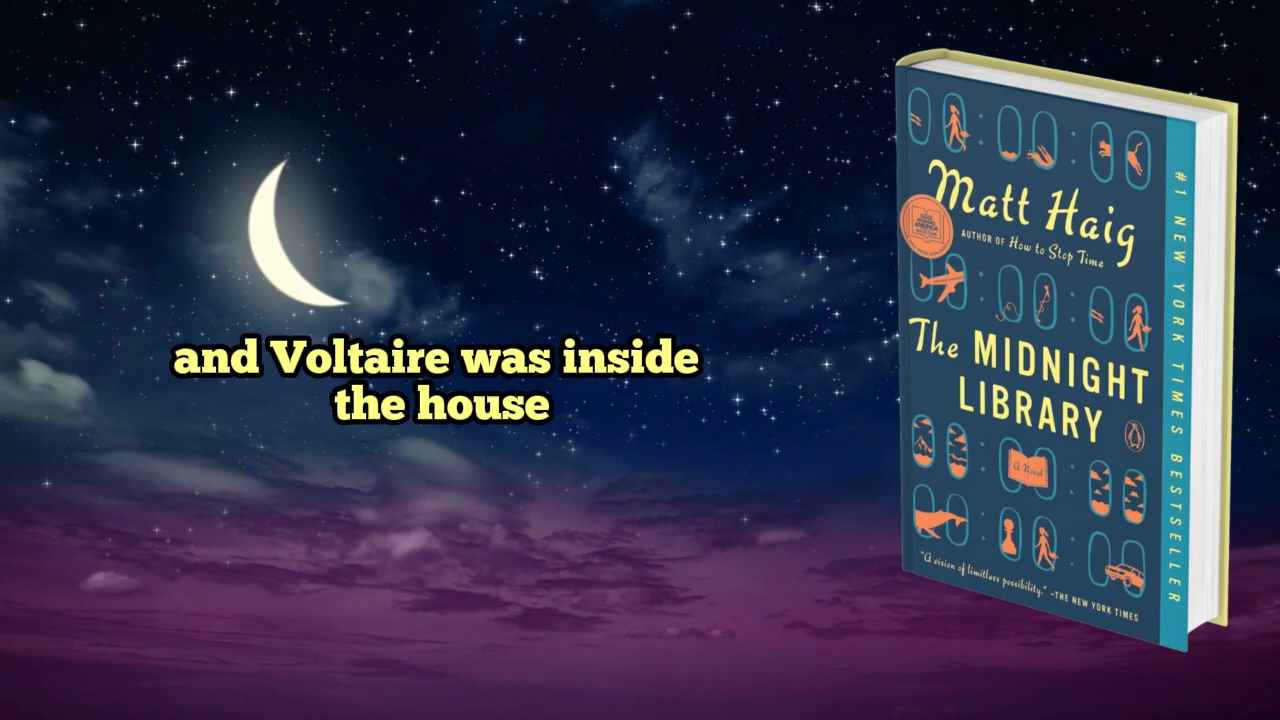 and Voltaire was inside
the house
Matt Haig
AUTHOR OF How to Stop Time
The MIDNIGHT
LIBRARY
A Novel
"A vision of limitless possibility." -THE NEW YORK TIMES
#1 NEW YORK TIMES BESTSELLER